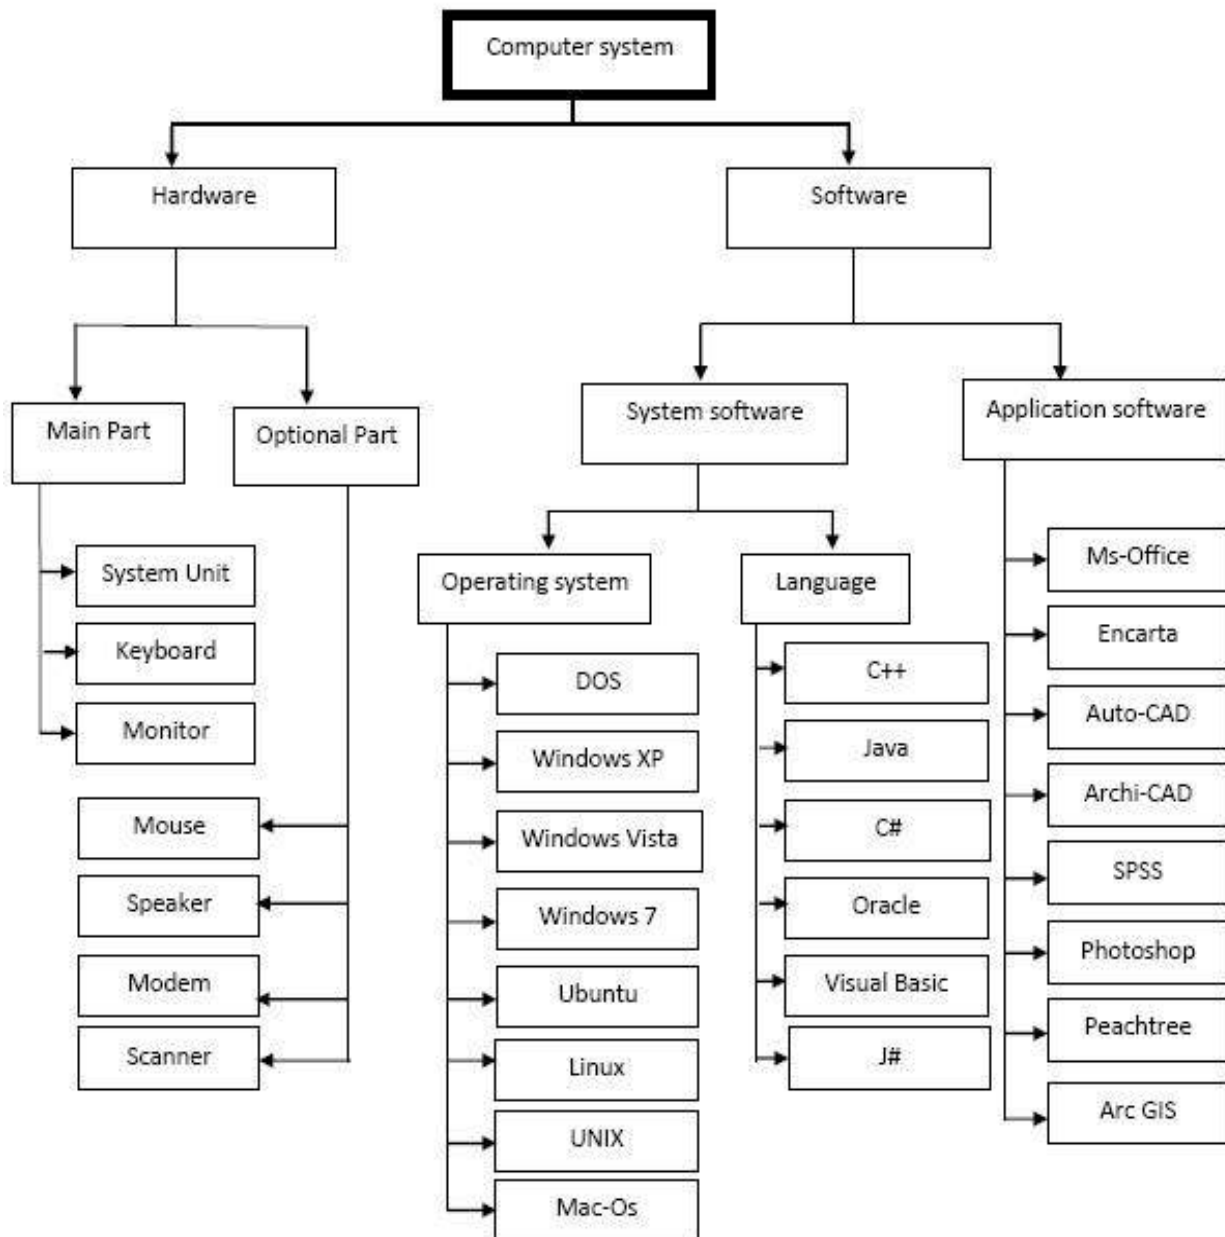 Computer system
Hardware
Software
Main Part
Optional Part
System software
Application software
System Unit
Keyboard
Monitor
Mouse
Speaker
Modem
Scanner
Operating system
Language
DOS
Windows XP
Windows Vista
Windows 7
Ubuntu
Linux
UNIX
Mac-Os
C++
Java
C#
Oracle
Visual Basic
J#
Ms-Office
Encarta
Auto-CAD
Archi-CAD
SPSS
Photoshop
Peachtree
Arc GIS